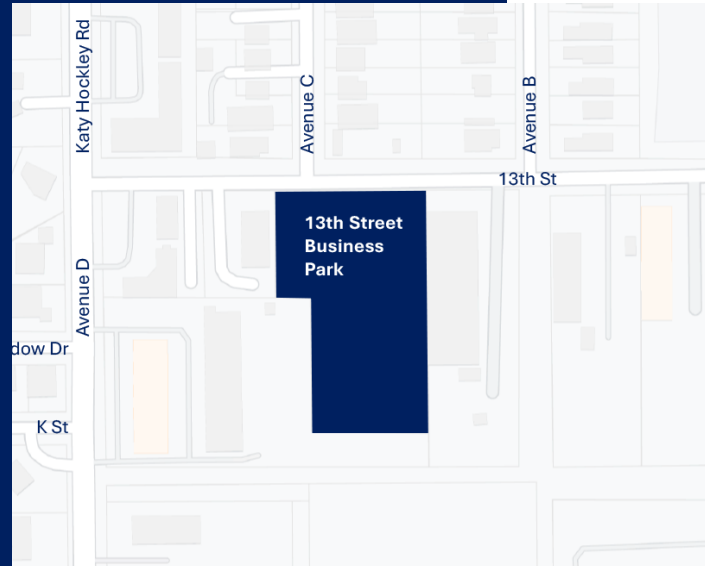 Katy Hockley Rd
Avenue C
Avenue B
13th St
13th Street
Business
Park
Avenue D
dow Dr
K St